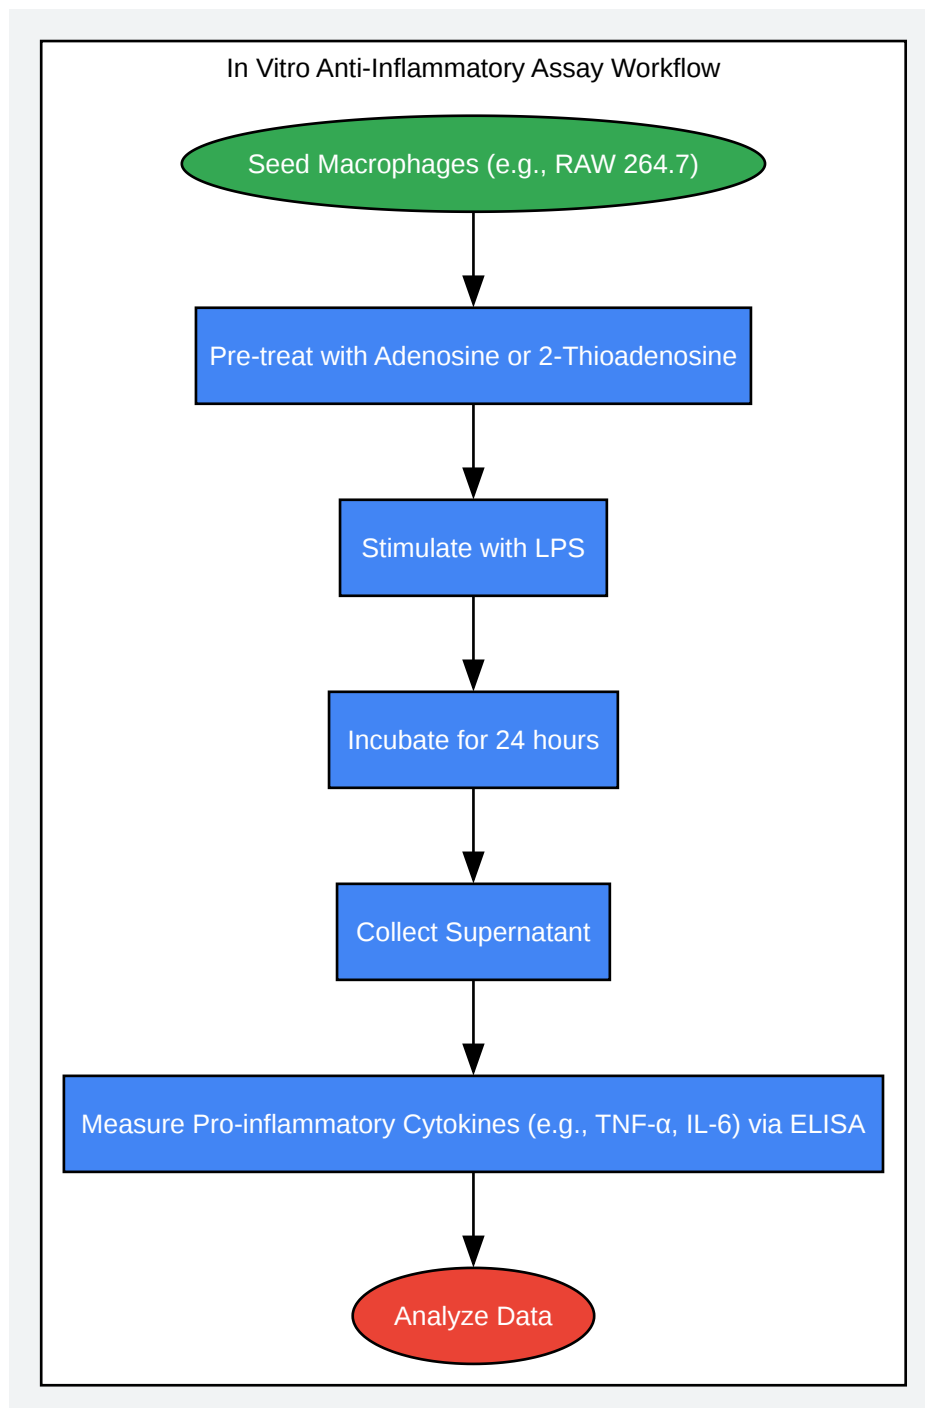 In Vitro Anti-Inflammatory Assay Workflow
Seed Macrophages (e.g., RAW 264.7)
Pre-treat with Adenosine or 2-Thioadenosine
Stimulate with LPS
Incubate for 24 hours
Collect Supernatant
Measure Pro-inflammatory Cytokines (e.g., TNF-α, IL-6) via ELISA
Analyze Data